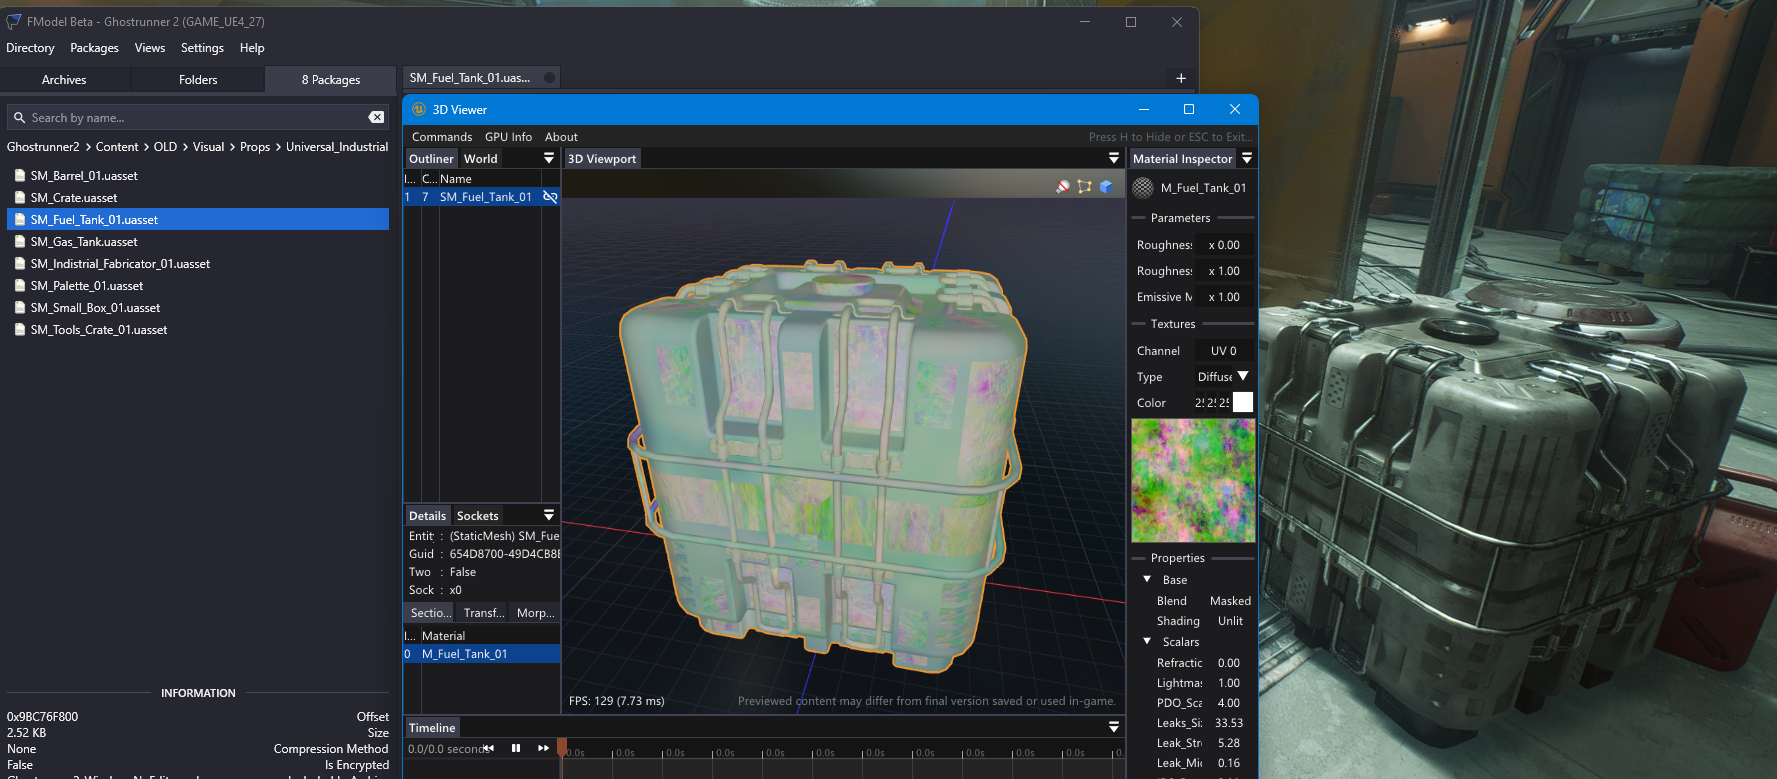 FModel Beta - Ghostrunner 2 (GAME_UE4_27)
Directory Packages Views Settings Help
Archives Folders 8 Packages
SM_Fuel_Tank_01.uas...
Search by name...
Ghostrunner2 > Content > OLD > Visual > Props > Universal_Industrial
SM_Barrel_01.uasset
SM_Crate.uasset
SM_Fuel_Tank_01.uasset
SM_Gas_Tank.uasset
SM_Indistrial_Fabricator_01.uasset
SM_Palette_01.uasset
SM_Small_Box_01.uasset
SM_Tools_Crate_01.uasset
INFORMATION
0x9BC76F800 Offset
2.52 KB Size
None Compression Method
False Is Encrypted
3D Viewer
Commands GPU Info About
Press H to Hide or ESC to Exit...
Outliner World
I... C... Name
1 7 SM_Fuel_Tank_01
Details Sockets
Entit : (StaticMesh) SM_Fue
Guid : 654D8700-49D4CB8E
Two : False
Sock : x0
Sectio... Transf... Morp...
I... Material
0 M_Fuel_Tank_01
3D Viewport
FPS: 129 (7.73 ms)
Previewed content may differ from final version saved or used in-game.
Timeline
0.0/0.0 seconds
0.0s 0.0s 0.0s 0.0s 0.0s 0.0s 0.0s 0.0s 0.0s 0.0s 0.0s
Material Inspector
M_Fuel_Tank_01
Parameters
Roughness x 0.00
Roughness x 1.00
Emissive M x 1.00
Textures
Channel UV 0
Type Diffuse
Color 25 25 25
Properties
Base
Blend Masked
Shading Unlit
Scalars
Refractic 0.00
Lightmas 1.00
PDO_Sca 4.00
Leaks_Siz 33.53
Leak_Stre 5.28
Leak_Mic 0.16